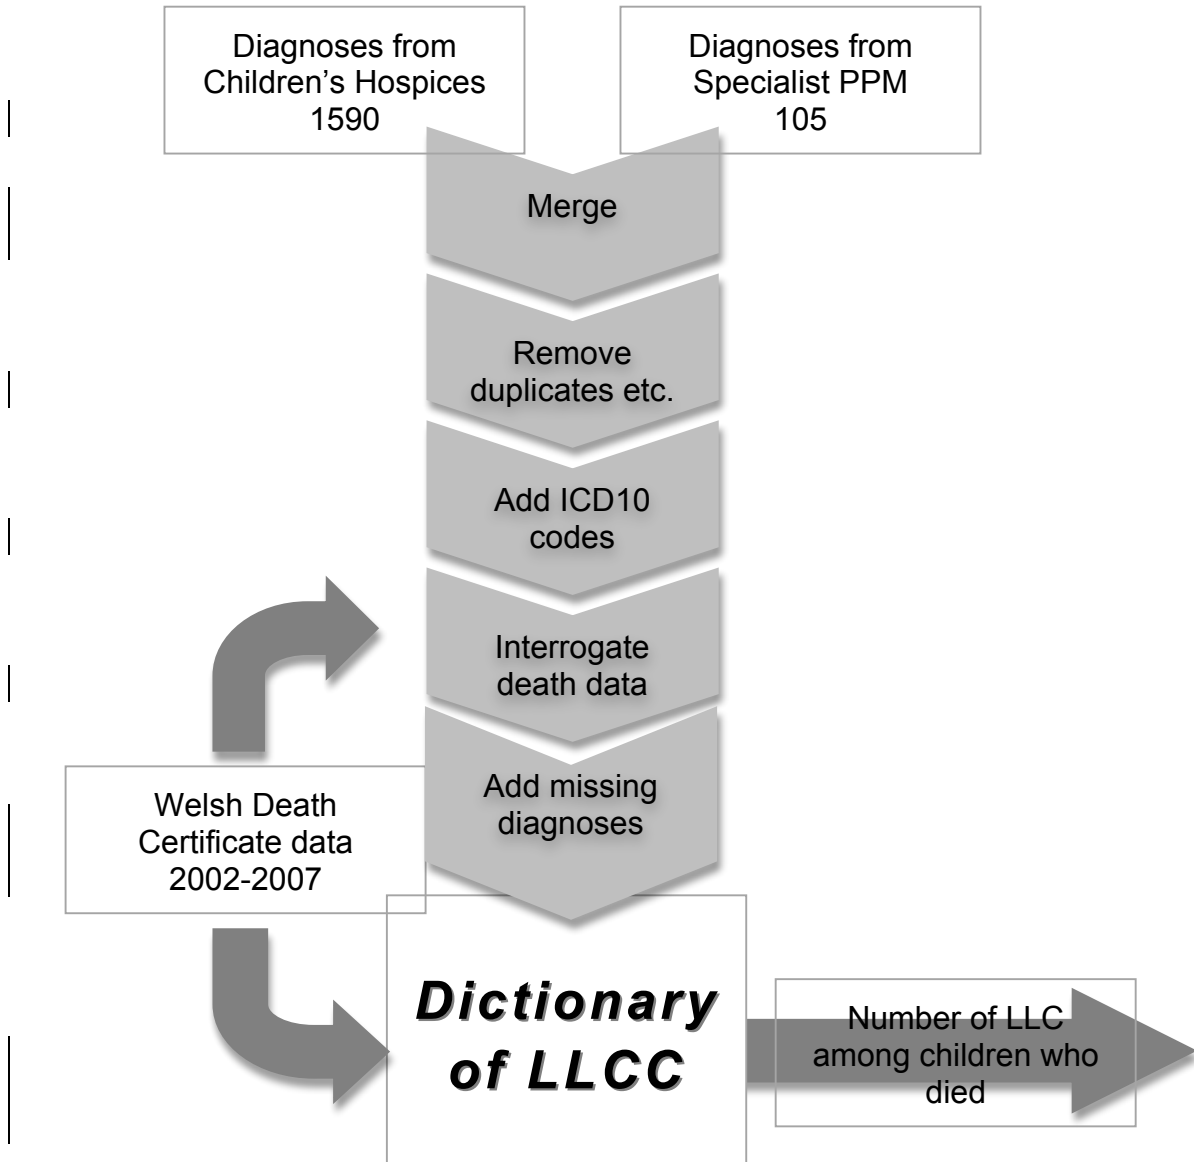 Diagnoses from
Children’s Hospices
1590
Diagnoses from
Specialist PPM
105
Merge
Remove
duplicates etc.
Add ICD10
codes
Interrogate
death data
Add missing
diagnoses
Welsh Death
Certificate data
2002-2007
Dictionary
of LLCC
Number of LLC
among children who
died